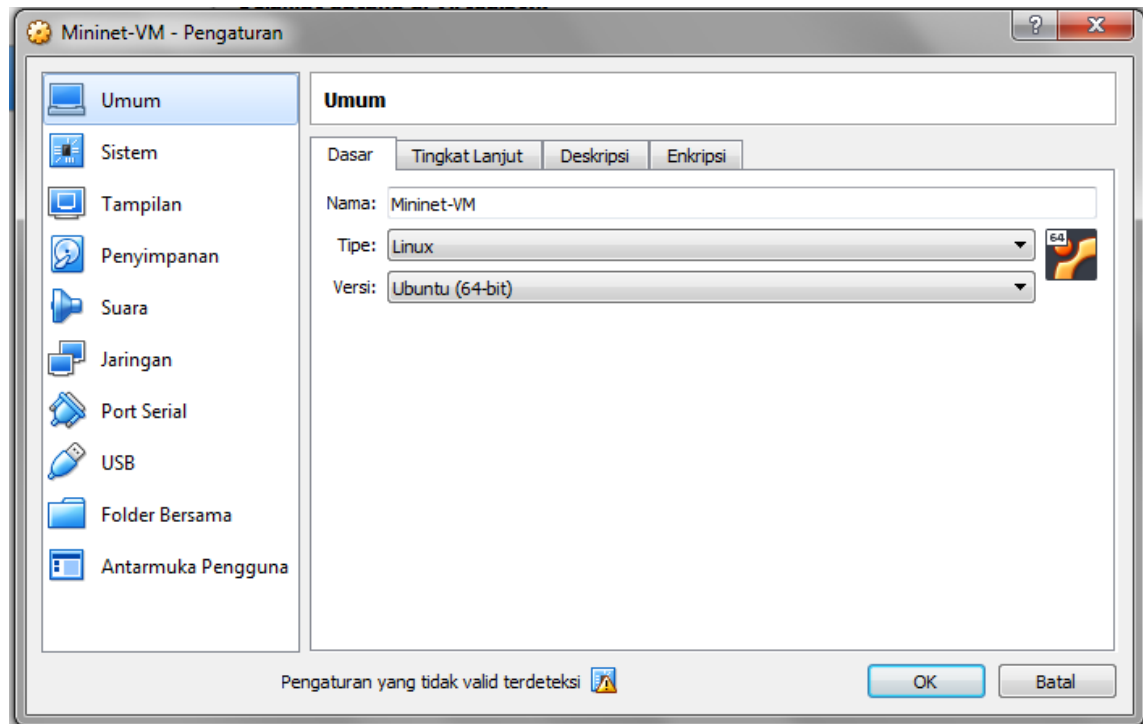 Mininet-VM - Pengaturan
?
X
Umum
Sistem
Tampilan
Penyimpanan
Suara
Jaringan
Port Serial
USB
Folder Bersama
Antarmuka Pengguna
Umum
Dasar Tingkat Lanjut Deskripsi Enkripsi
Nama: Mininet-VM
Tipe: Linux
64
Versi: Ubuntu (64-bit)
Pengaturan yang tidak valid terdeteksi
OK Batal